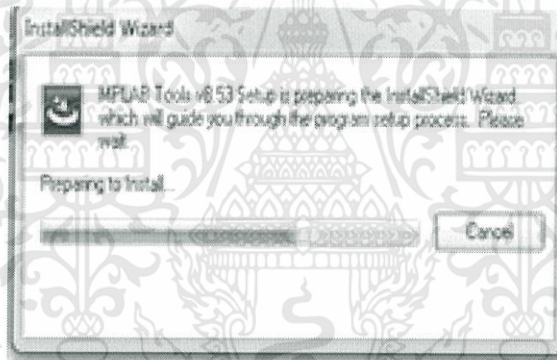 InstallShield Wizard
MPLAB Tools v8.53 Setup is preparing the InstallShield Wizard,
which will guide you through the program setup process. Please
wait.
Preparing to Install...
Cancel